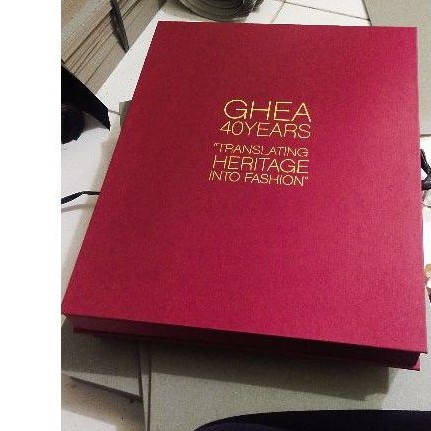 GHEA
40YEARS
"TRANSLATING
HERITAGE
INTO FASHION"